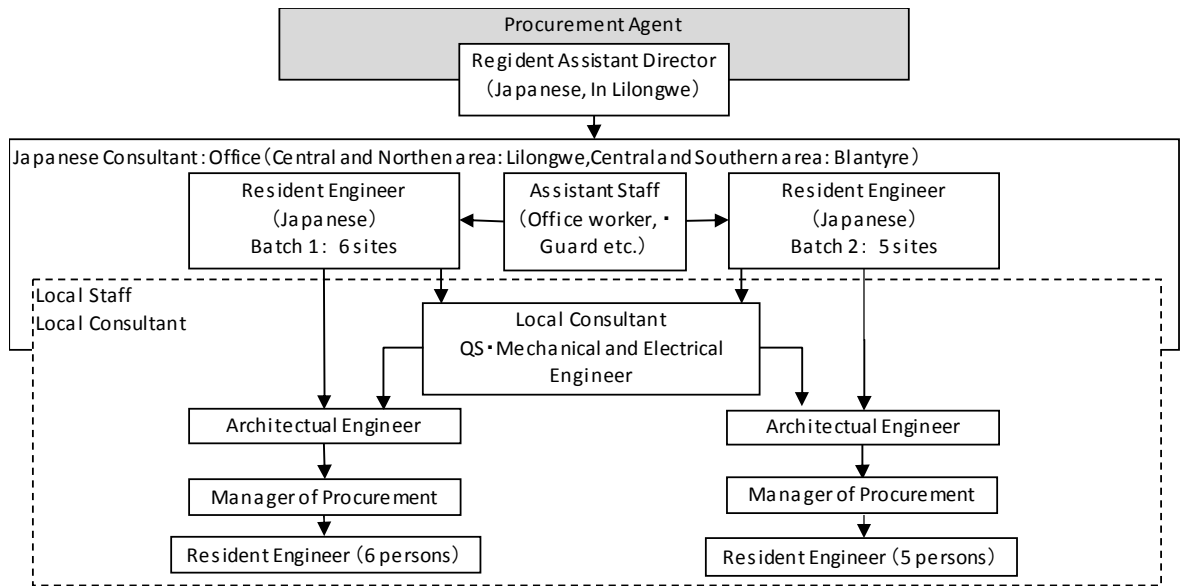 Procurement Agent
Regident Assistant Director
(Japanese, In Lilongwe)
Japanese Consultant: Office(Central and Northen area: Lilongwe,Central and Southern area: Blantyre)
Resident Engineer
(Japanese)
Batch 1: 6 sites
Assistant Staff
(Office worker, ・
Guard etc.)
Resident Engineer
(Japanese)
Batch 2: 5 sites
Local Staff
Local Consultant
Local Consultant
QS・Mechanical and Electrical
Engineer
Architectual Engineer
Architectual Engineer
Manager of Procurement
Manager of Procurement
Resident Engineer (6 persons)
Resident Engineer (5 persons)